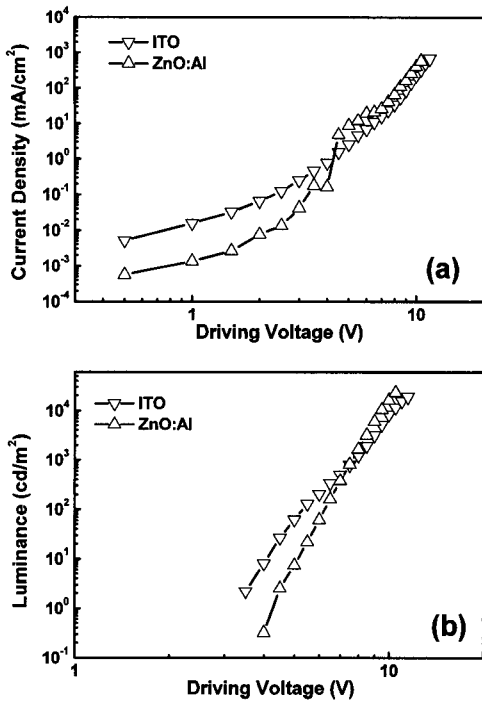 10⁴
10³
10²
10¹
10⁰
10⁻¹
10⁻²
10⁻³
10⁻⁴
Current Density (mA/cm²)
ITO
ZnO:Al
(a)
1
10
Driving Voltage (V)
10⁴
10³
10²
10¹
10⁰
10⁻¹
Luminance (cd/m²)
ITO
ZnO:Al
(b)
1
10
Driving Voltage (V)